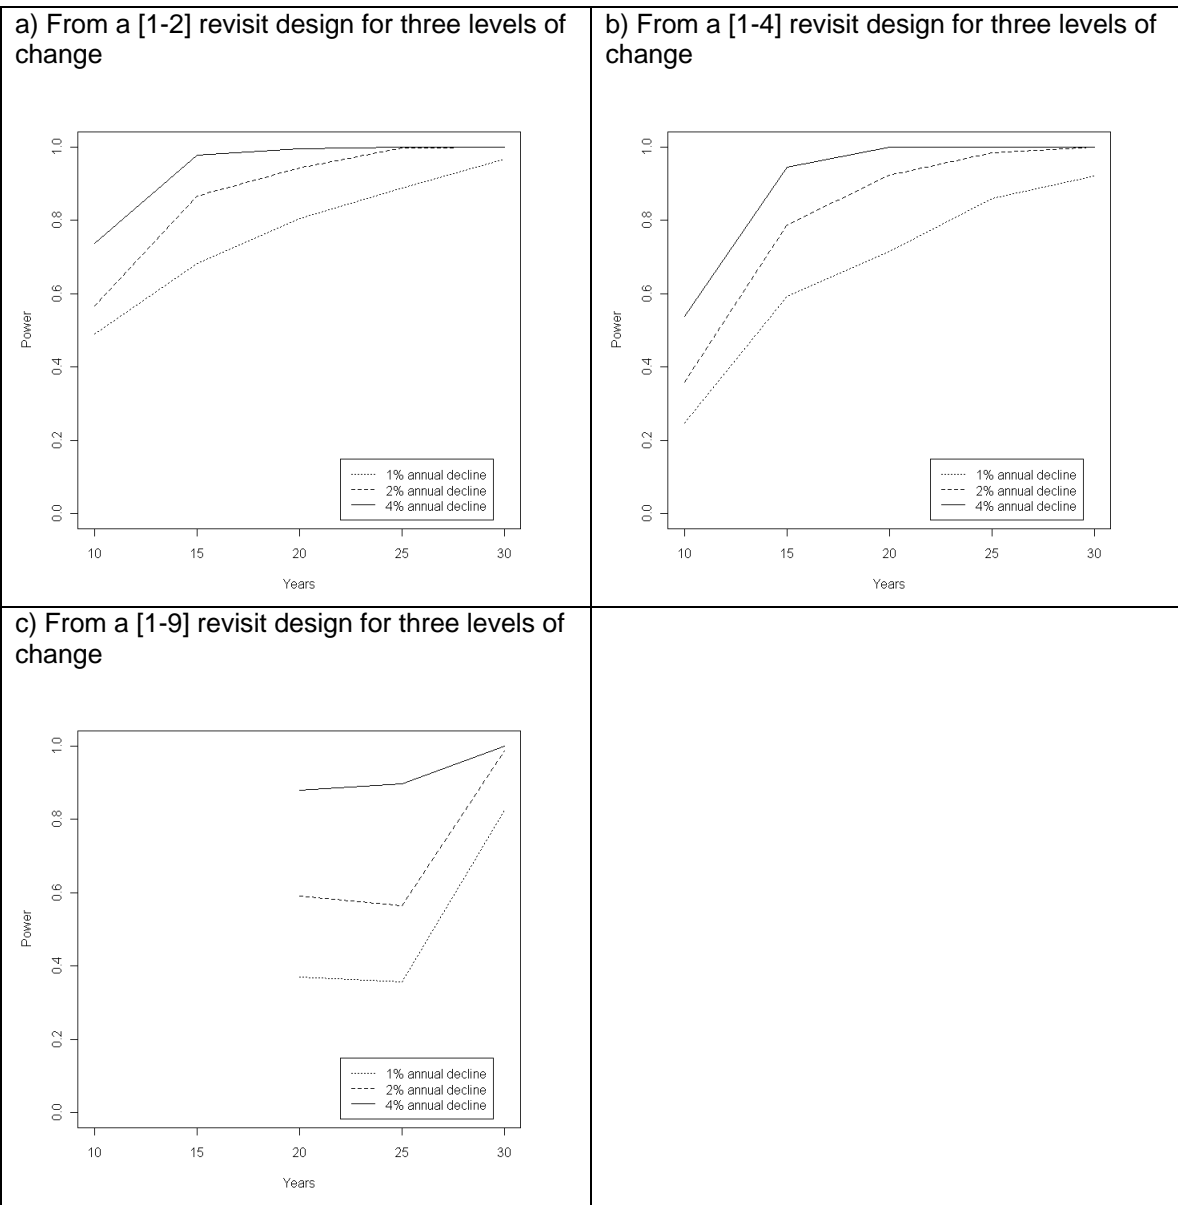 a) From a [1-2] revisit design for three levels of
change
1.0
0.8
0.6
0.4
0.2
0.0
Power
10 15 20 25 30
Years
1% annual decline
2% annual decline
4% annual decline
b) From a [1-4] revisit design for three levels of
change
1.0
0.8
0.6
0.4
0.2
0.0
Power
10 15 20 25 30
Years
1% annual decline
2% annual decline
4% annual decline
c) From a [1-9] revisit design for three levels of
change
1.0
0.8
0.6
0.4
0.2
0.0
Power
10 15 20 25 30
Years
1% annual decline
2% annual decline
4% annual decline